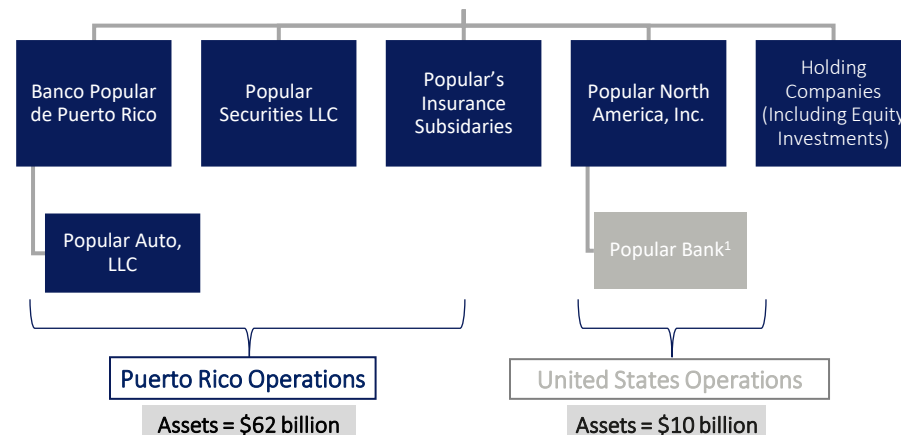 Banco Popular
de Puerto Rico
Popular
Securities LLC
Popular's
Insurance
Subsidaries
Popular North
America, Inc.
Holding
Companies
(Including Equity
Investments)
Popular Auto,
LLC
Popular Bank¹
Puerto Rico Operations
United States Operations
Assets = $62 billion
Assets = $10 billion